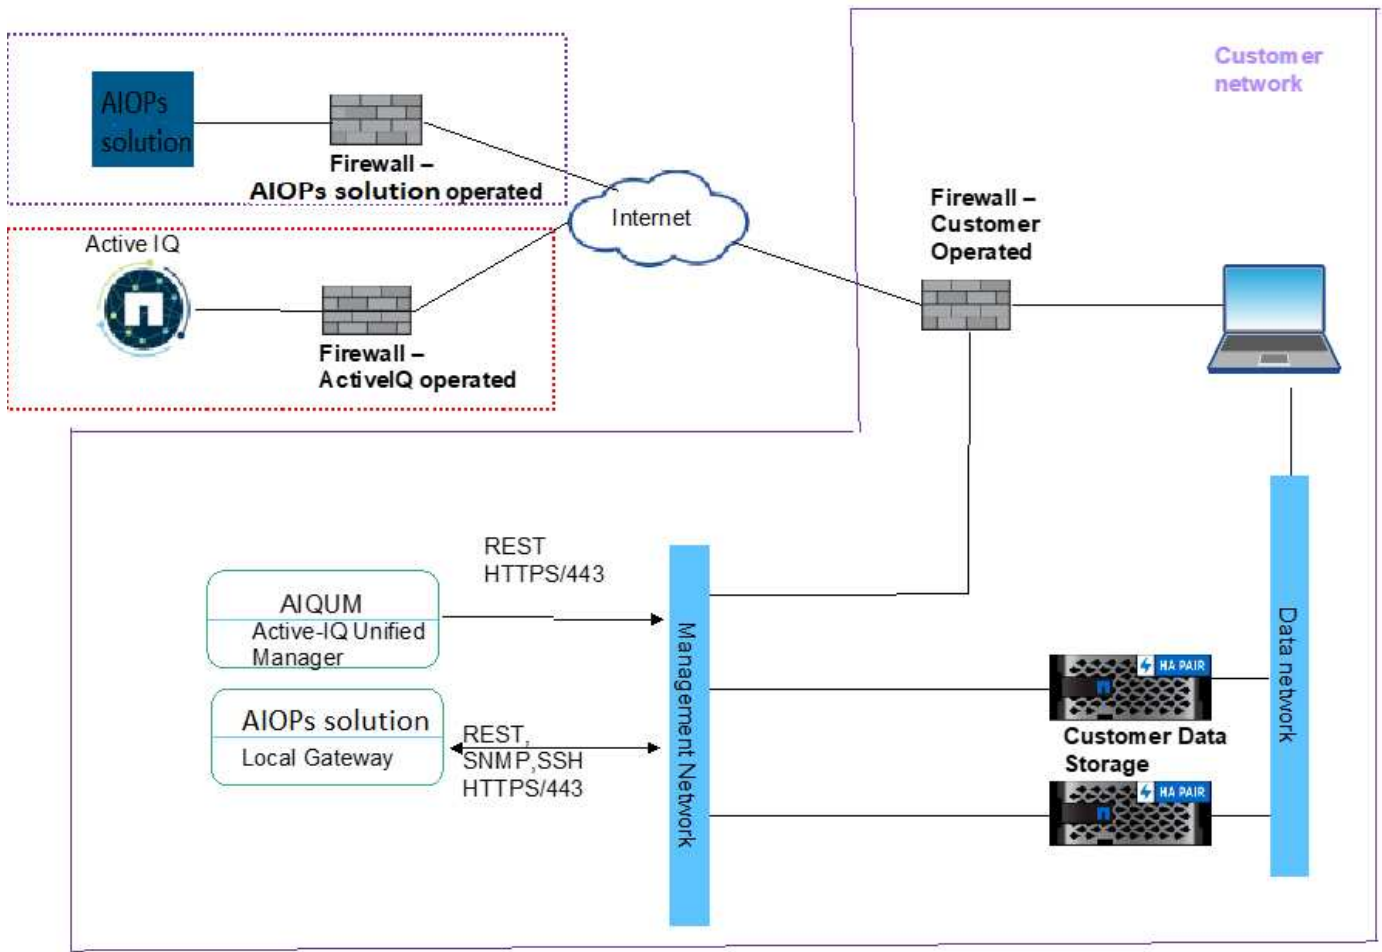 Customer
network
AIOPs
solution
Firewall –
AIOPs solution operated
Internet
Firewall –
Customer
Operated
Active IQ
Firewall –
ActiveIQ operated
REST
HTTPS/443
AIQUM
Active-IQ Unified
Manager
AIOPs solution
Local Gateway
REST,
SNMP,SSH
HTTPS/443
Management Network
HA PAIR
Customer Data
Storage
HA PAIR
Data network